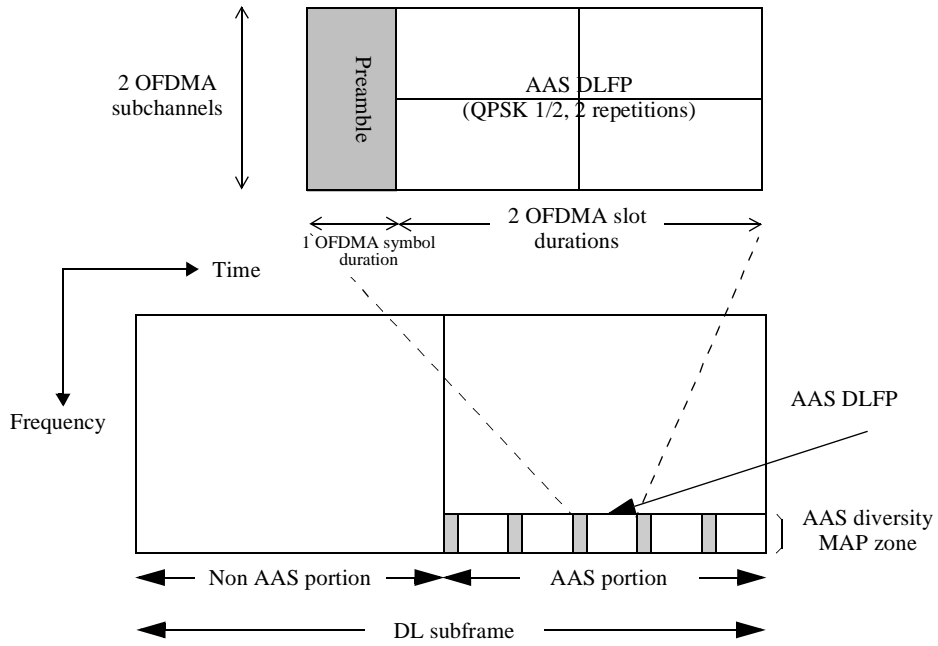 2 OFDMA
subchannels
Preamble
AAS DLFP
(QPSK 1/2, 2 repetitions)
1 OFDMA symbol
duration
2 OFDMA slot
durations
Time
Frequency
AAS DLFP
AAS diversity
MAP zone
Non AAS portion
AAS portion
DL subframe